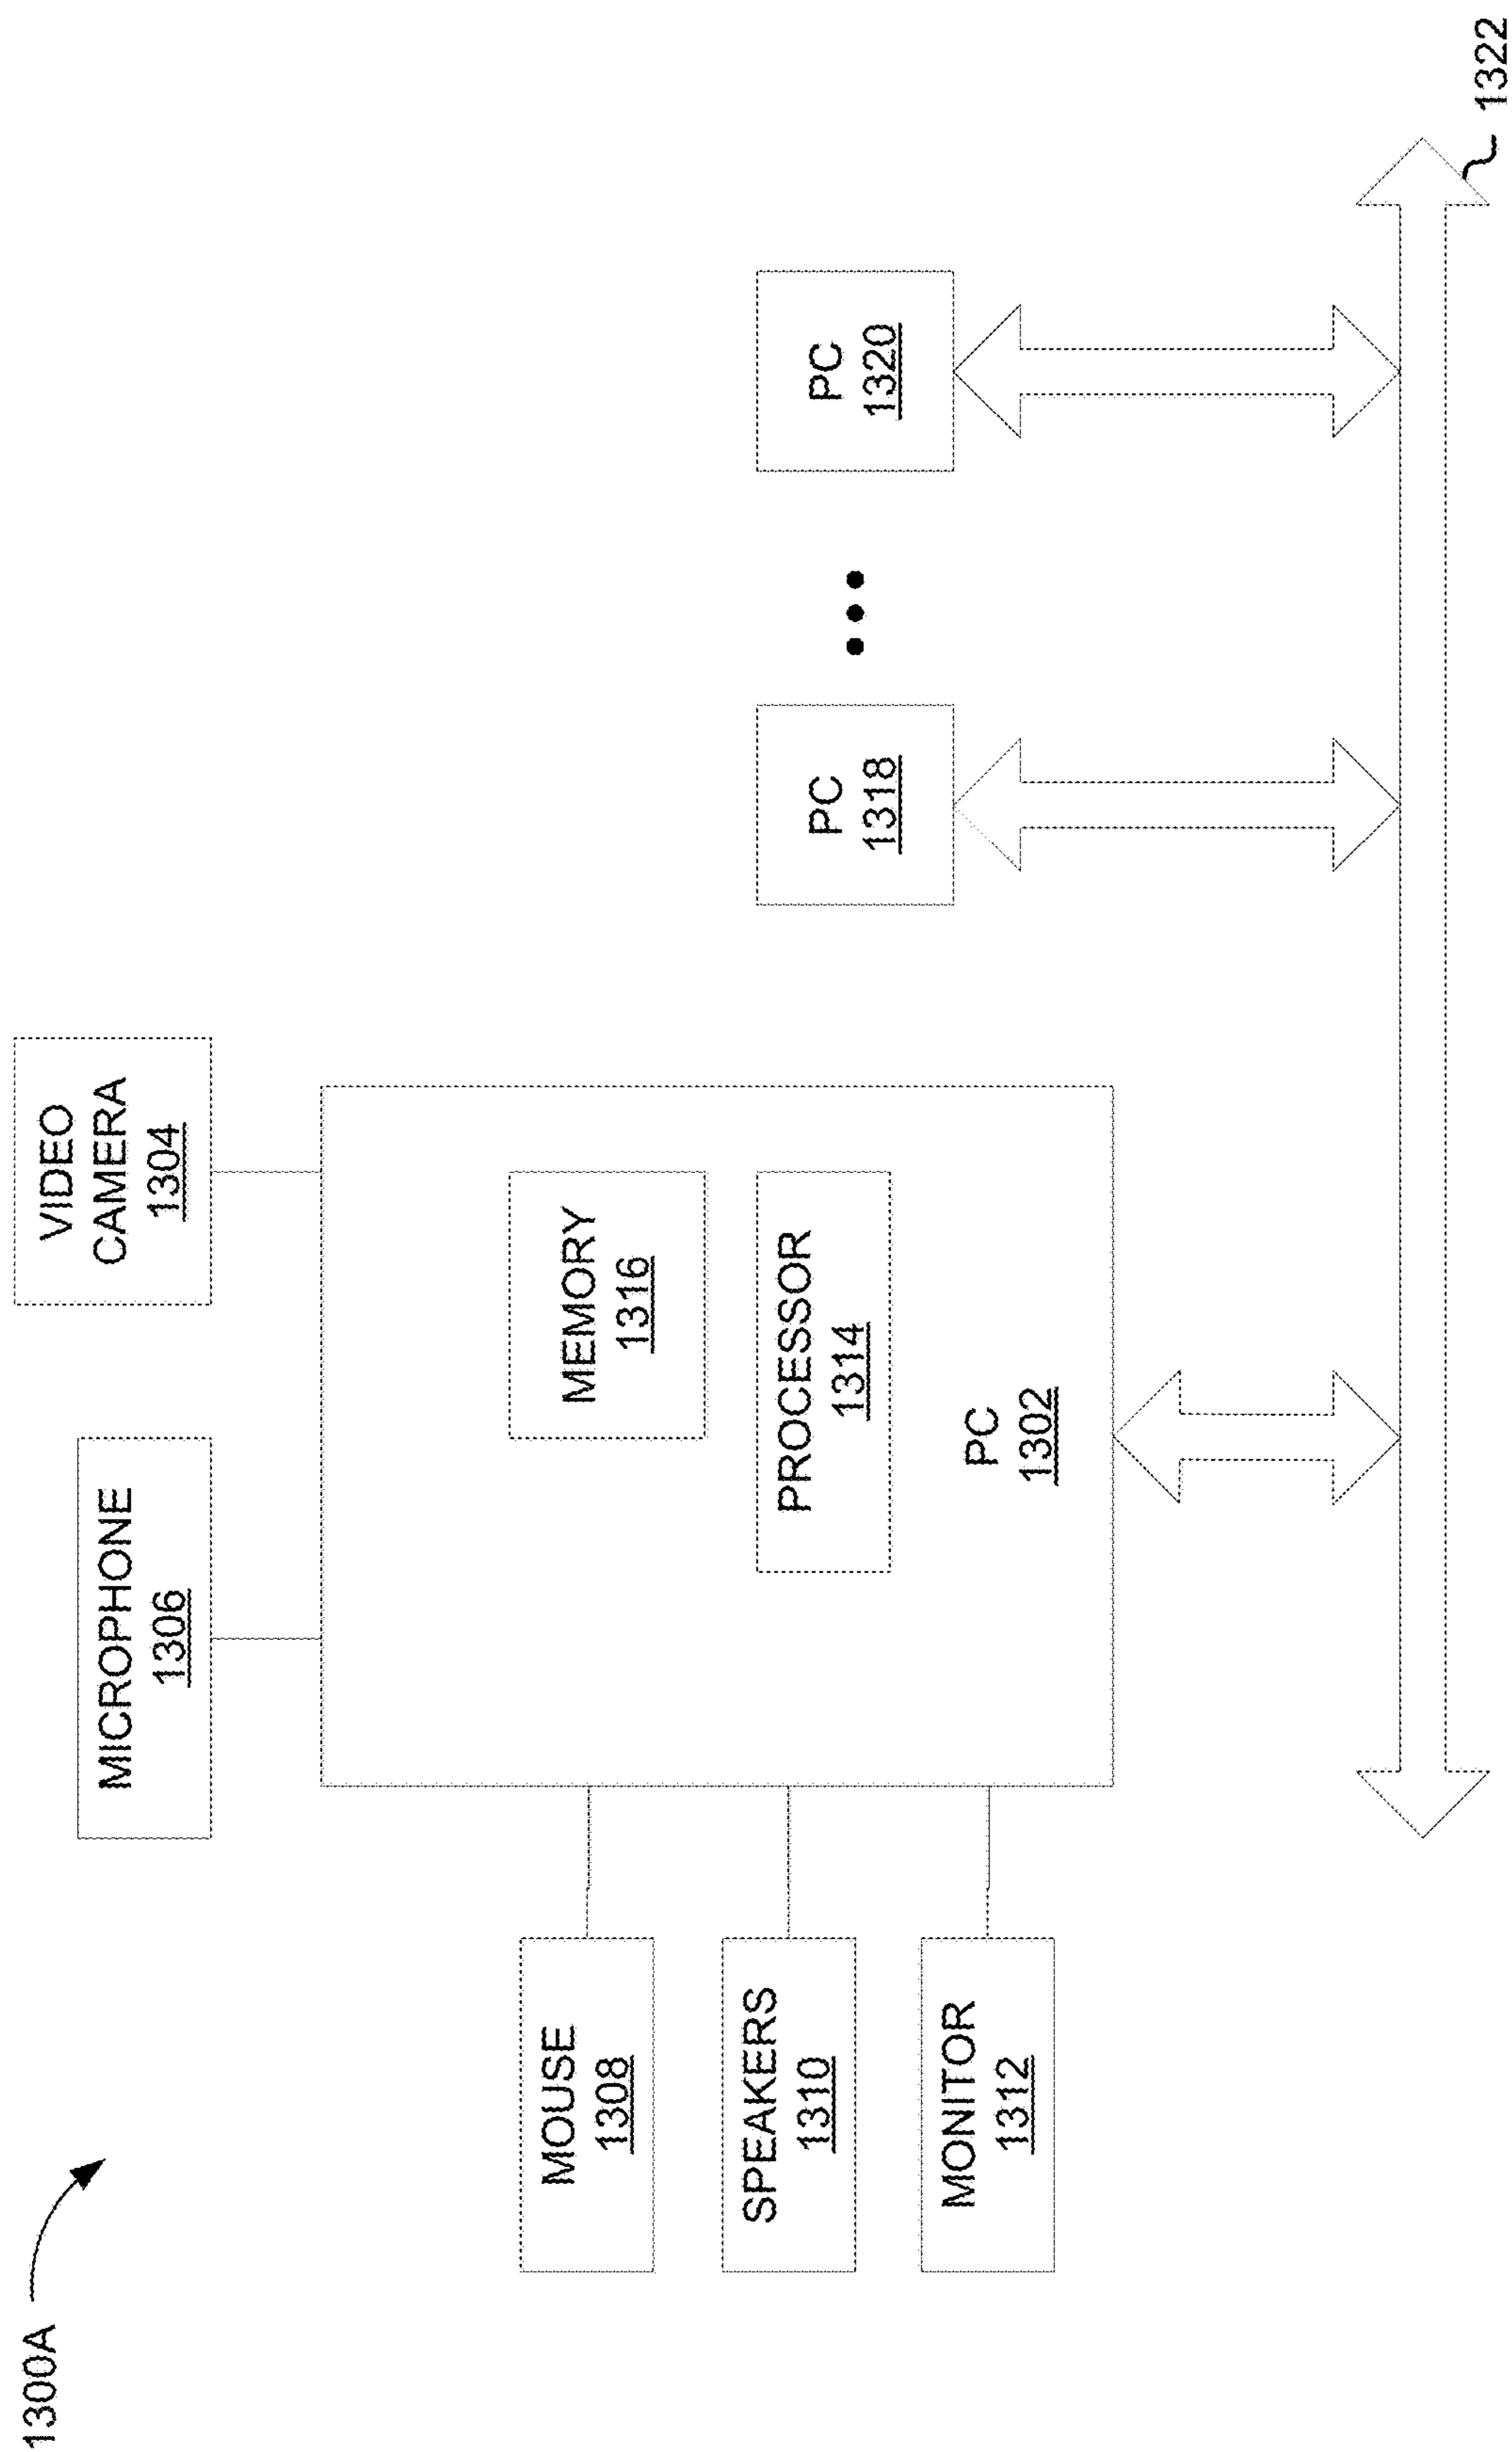 1300A
MICROPHONE
1306
VIDEO
CAMERA
1304
MOUSE
1308
SPEAKERS
1310
MONITOR
1312
MEMORY
1316
PROCESSOR
1314
PC
1302
PC
1318
PC
1320
1322